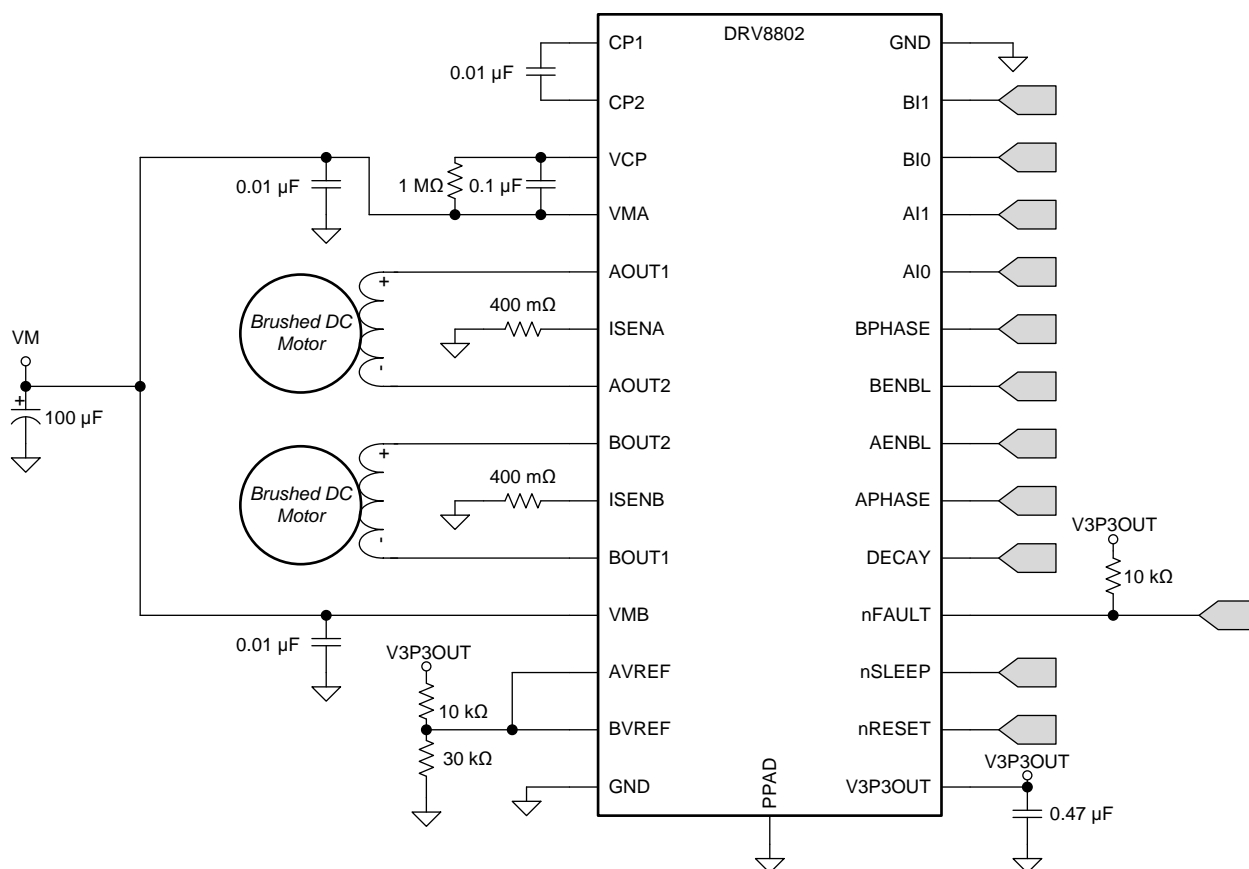 DRV8802
CP1
GND
0.01 µF
CP2
BI1
VCP
BI0
0.01 µF
1 MΩ
0.1 µF
VMA
AI1
AOUT1
AI0
+
Brushed DC
Motor
400 mΩ
ISENA
BPHASE
VM
-
AOUT2
BENBL
+
100 µF
BOUT2
AENBL
+
Brushed DC
Motor
400 mΩ
ISENB
APHASE
V3P3OUT
-
BOUT1
DECAY
10 kΩ
VMB
nFAULT
0.01 µF
V3P3OUT
AVREF
nSLEEP
10 kΩ
BVREF
nRESET
30 kΩ
V3P3OUT
GND
PPAD
V3P3OUT
0.47 µF